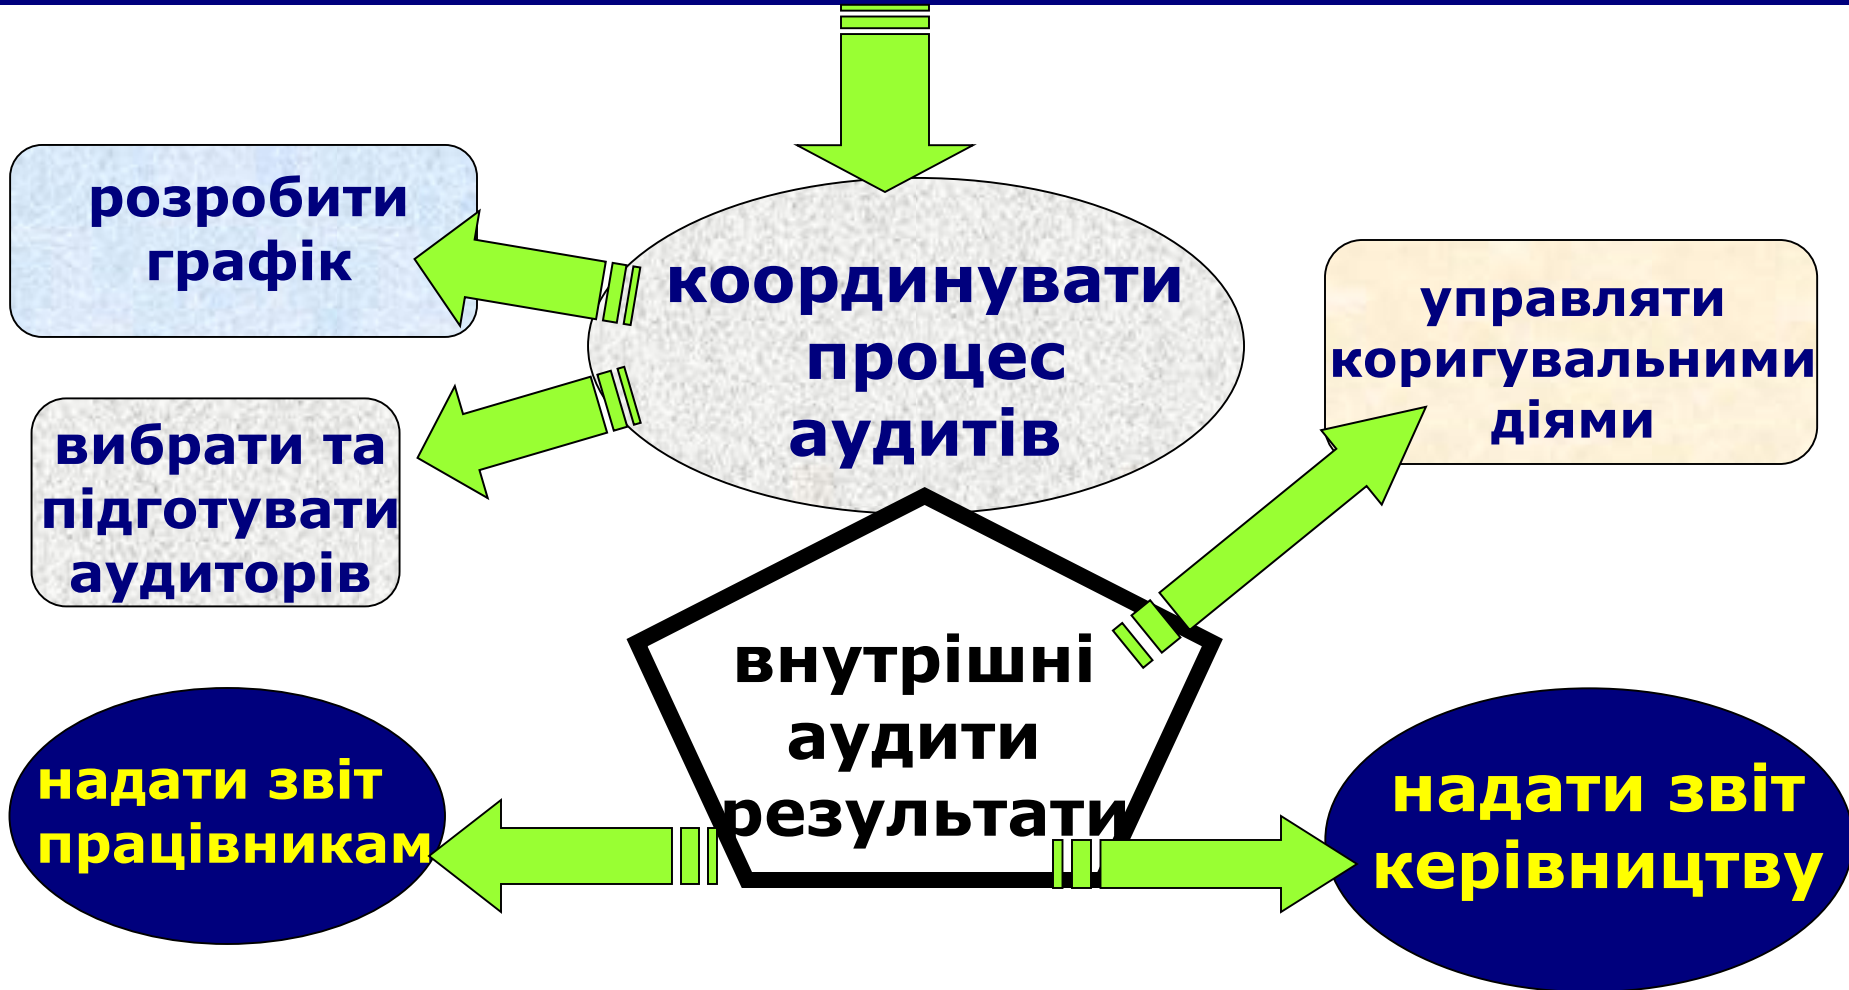 розробити
графік
координувати
процес
аудитів
управляти
коригувальними
діями
вибрати та
підготувати
аудиторів
внутрішні
аудити
результати
надати звіт
працівникам
надати звіт
керівництву